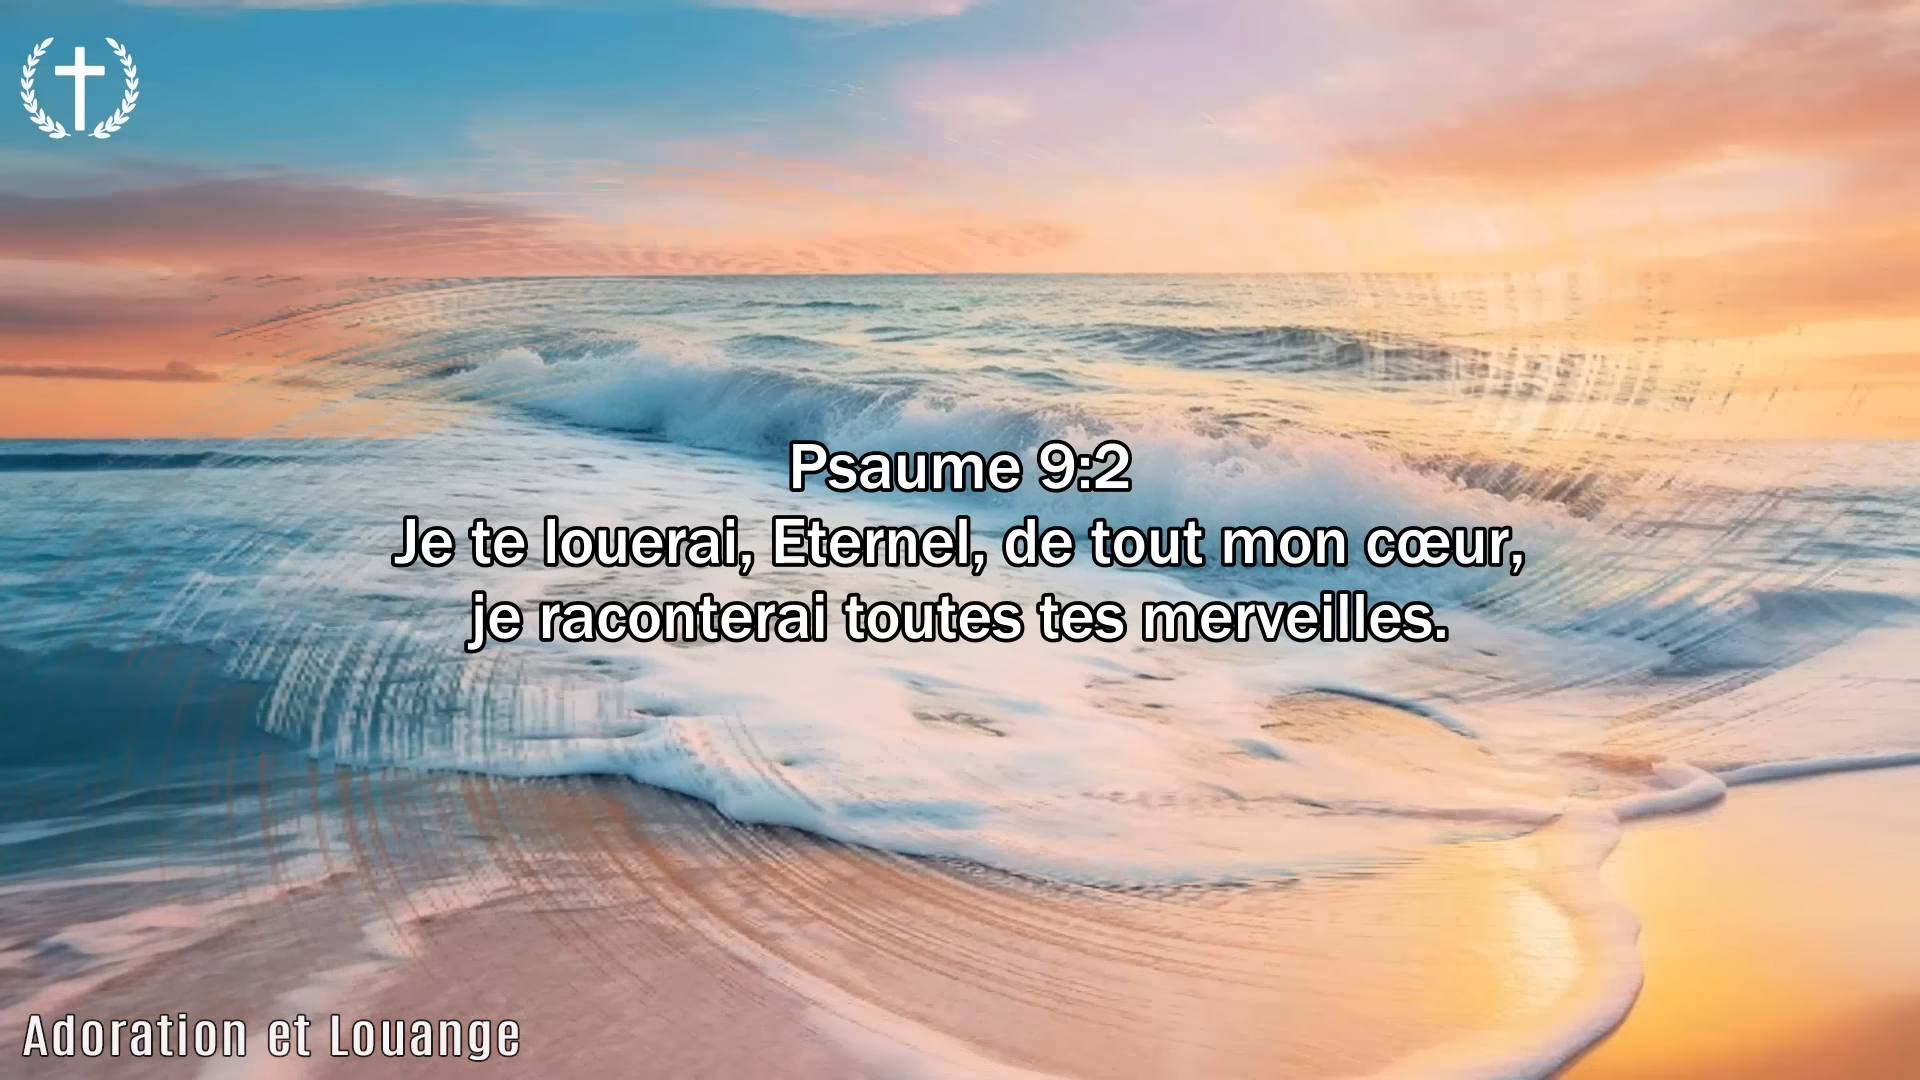 Psaume 9:2
Je te louerai, Eternel, de tout mon cœur,
je raconterai toutes tes merveilles.
Adoration et Louange